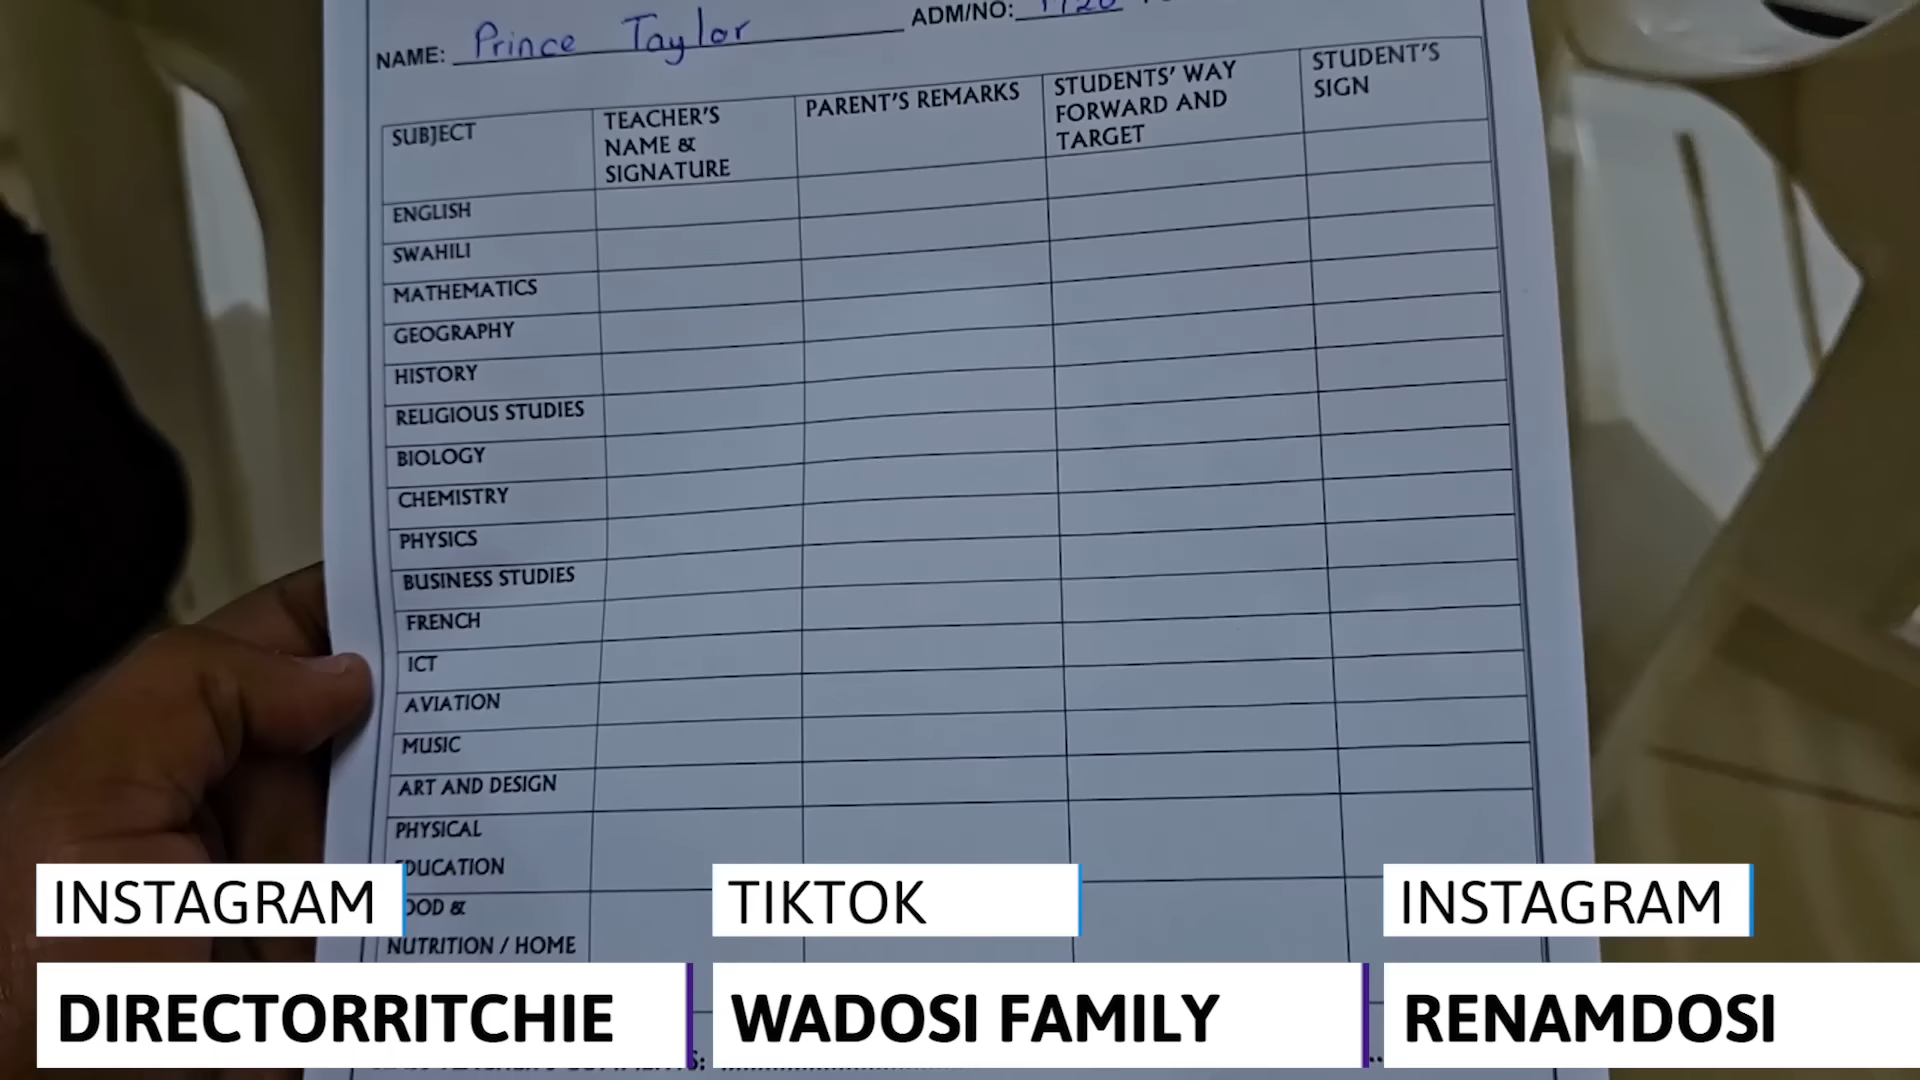 NAME: Prince Taylor ADM/NO:
SUBJECT
TEACHER'S
NAME &
SIGNATURE
PARENT'S REMARKS
STUDENTS' WAY
FORWARD AND
TARGET
STUDENT'S
SIGN
ENGLISH
SWAHILI
MATHEMATICS
GEOGRAPHY
HISTORY
RELIGIOUS STUDIES
BIOLOGY
CHEMISTRY
PHYSICS
BUSINESS STUDIES
FRENCH
ICT
AVIATION
MUSIC
ART AND DESIGN
PHYSICAL
EDUCATION
&
NUTRITION / HOME
INSTAGRAM
DIRECTORRITCHIE
TIKTOK
WADOSI FAMILY
INSTAGRAM
RENAMDOSI